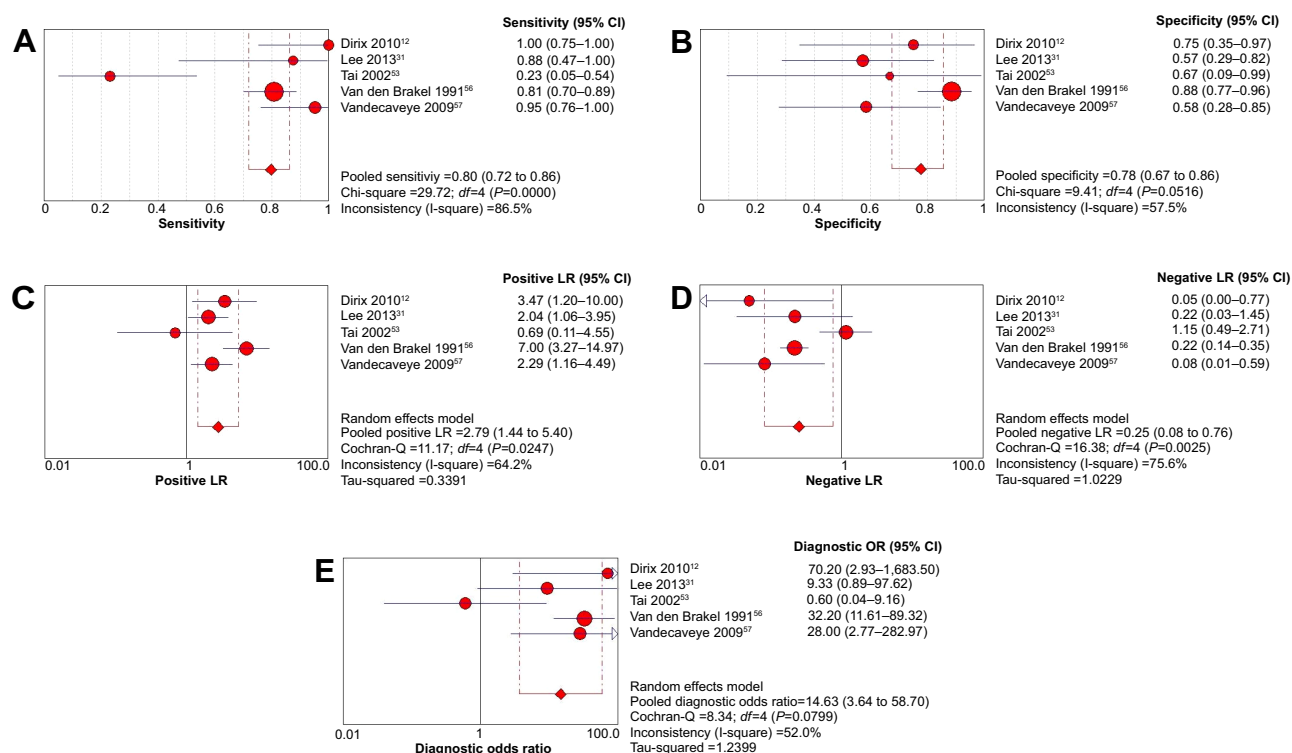 A
Sensitivity (95% CI)
Dirix 2010¹² 1.00 (0.75–1.00)
Lee 2013³¹ 0.88 (0.47–1.00)
Tai 2002⁵³ 0.23 (0.05–0.54)
Van den Brakel 1991⁵⁶ 0.81 (0.70–0.89)
Vandecaveye 2009⁵⁷ 0.95 (0.76–1.00)
Pooled sensitiviy =0.80 (0.72 to 0.86)
Chi-square =29.72; df=4 (P=0.0000)
Inconsistency (I-square) =86.5%
0 0.2 0.4 0.6 0.8 1
Sensitivity
B
Specificity (95% CI)
Dirix 2010¹² 0.75 (0.35–0.97)
Lee 2013³¹ 0.57 (0.29–0.82)
Tai 2002⁵³ 0.67 (0.09–0.99)
Van den Brakel 1991⁵⁶ 0.88 (0.77–0.96)
Vandecaveye 2009⁵⁷ 0.58 (0.28–0.85)
Pooled specificity =0.78 (0.67 to 0.86)
Chi-square =9.41; df=4 (P=0.0516)
Inconsistency (I-square) =57.5%
0 0.2 0.4 0.6 0.8 1
Specificity
C
Positive LR (95% CI)
Dirix 2010¹² 3.47 (1.20–10.00)
Lee 2013³¹ 2.04 (1.06–3.95)
Tai 2002⁵³ 0.69 (0.11–4.55)
Van den Brakel 1991⁵⁶ 7.00 (3.27–14.97)
Vandecaveye 2009⁵⁷ 2.29 (1.16–4.49)
Random effects model
Pooled positive LR =2.79 (1.44 to 5.40)
Cochran-Q =11.17; df=4 (P=0.0247)
Inconsistency (I-square) =64.2%
Tau-squared =0.3391
0.01 1 100.0
Positive LR
D
Negative LR (95% CI)
Dirix 2010¹² 0.05 (0.00–0.77)
Lee 2013³¹ 0.22 (0.03–1.45)
Tai 2002⁵³ 1.15 (0.49–2.71)
Van den Brakel 1991⁵⁶ 0.22 (0.14–0.35)
Vandecaveye 2009⁵⁷ 0.08 (0.01–0.59)
Random effects model
Pooled negative LR =0.25 (0.08 to 0.76)
Cochran-Q =16.38; df=4 (P=0.0025)
Inconsistency (I-square) =75.6%
Tau-squared =1.0229
0.01 1 100.0
Negative LR
E
Diagnostic OR (95% CI)
Dirix 2010¹² 70.20 (2.93–1,683.50)
Lee 2013³¹ 9.33 (0.89–97.62)
Tai 2002⁵³ 0.60 (0.04–9.16)
Van den Brakel 1991⁵⁶ 32.20 (11.61–89.32)
Vandecaveye 2009⁵⁷ 28.00 (2.77–282.97)
Random effects model
Pooled diagnostic odds ratio=14.63 (3.64 to 58.70)
Cochran-Q =8.34; df=4 (P=0.0799)
Inconsistency (I-square) =52.0%
Tau-squared =1.2399
0.01 1 100.0
Diagnostic odds ratio